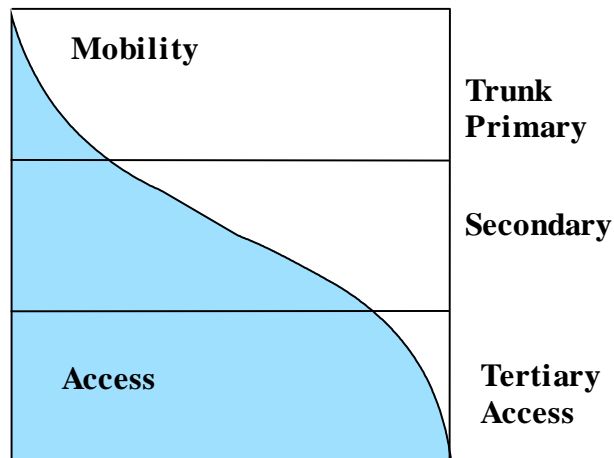 Mobility
Trunk
Primary
Secondary
Access
Tertiary
Access